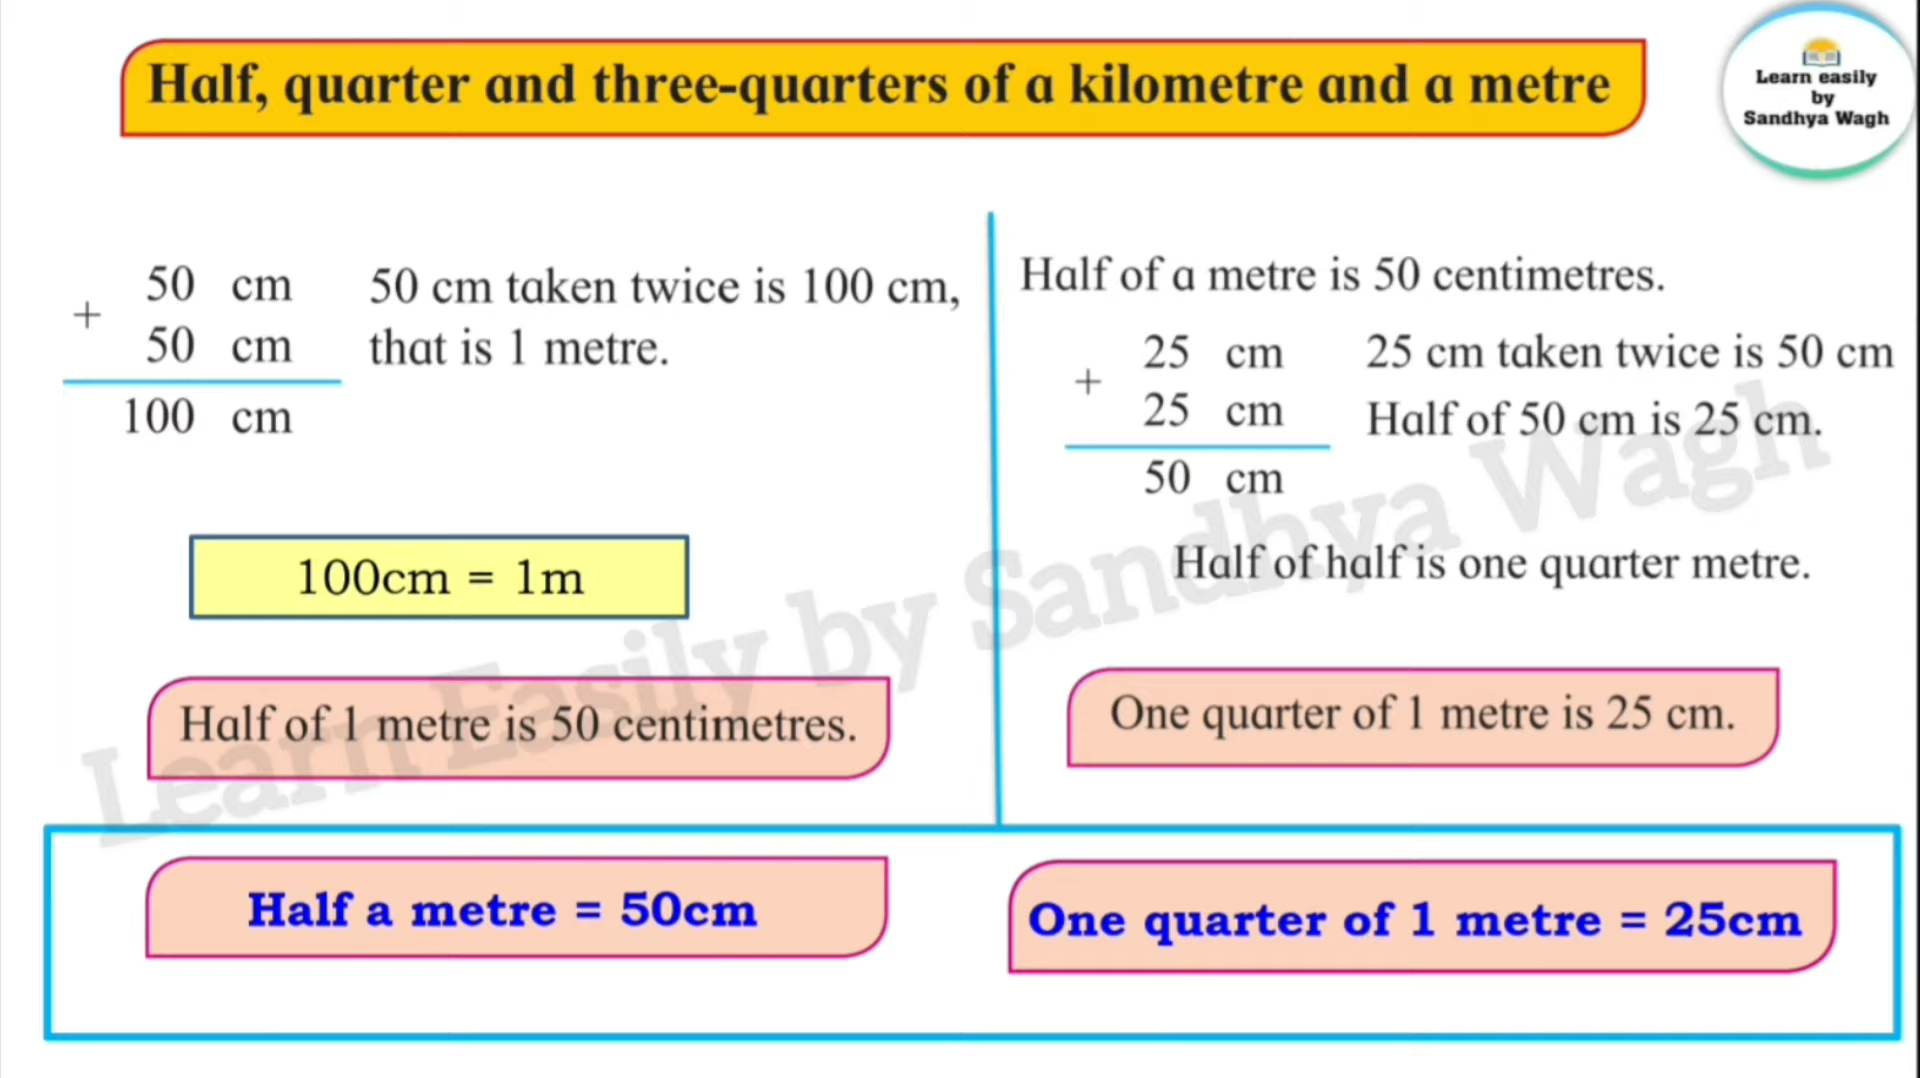 Half, quarter and three-quarters of a kilometre and a metre
Learn easily
by
Sandhya Wagh
50 cm
+
50 cm
100 cm
50 cm taken twice is 100 cm,
that is 1 metre.
100cm = 1m
Half of 1 metre is 50 centimetres.
Half of a metre is 50 centimetres.
25 cm
+
25 cm
50 cm
25 cm taken twice is 50 cm
Half of 50 cm is 25 cm.
Half of half is one quarter metre.
One quarter of 1 metre is 25 cm.
Half a metre = 50cm
One quarter of 1 metre = 25cm
Learn Easily by Sandhya Wagh